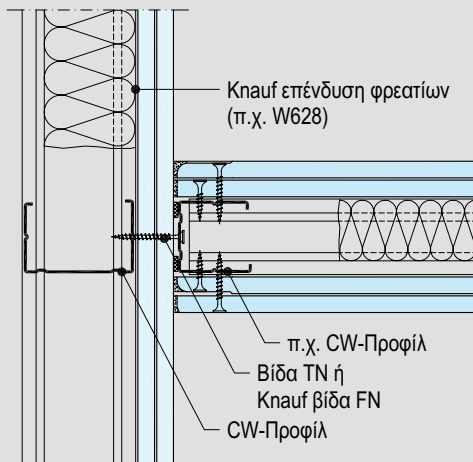 Knauf επένδυση φρεατίων
(π.χ. W628)
π.χ. CW-Προφίλ
Βίδα TN ή
Knauf βίδα FN
CW-Προφίλ